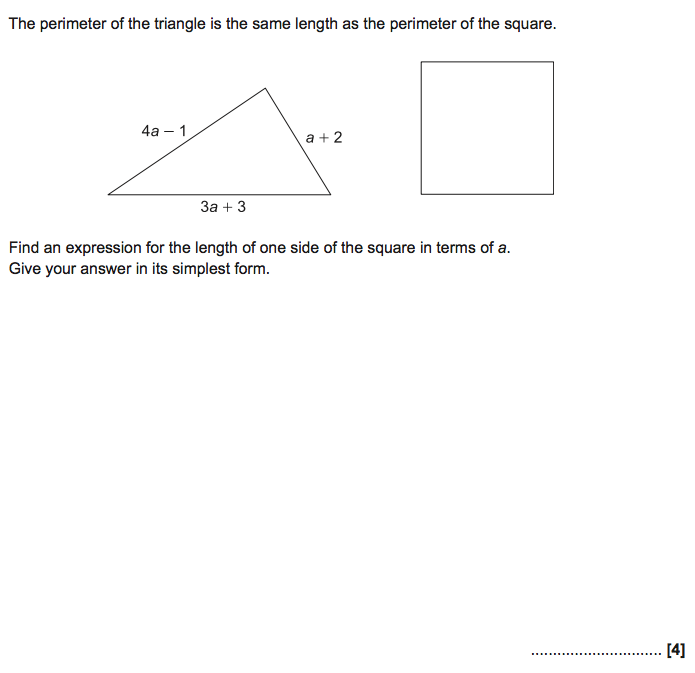 The perimeter of the triangle is the same length as the perimeter of the square.
4a – 1
a + 2
3a + 3
Find an expression for the length of one side of the square in terms of a.
Give your answer in its simplest form.
.............................. [4]